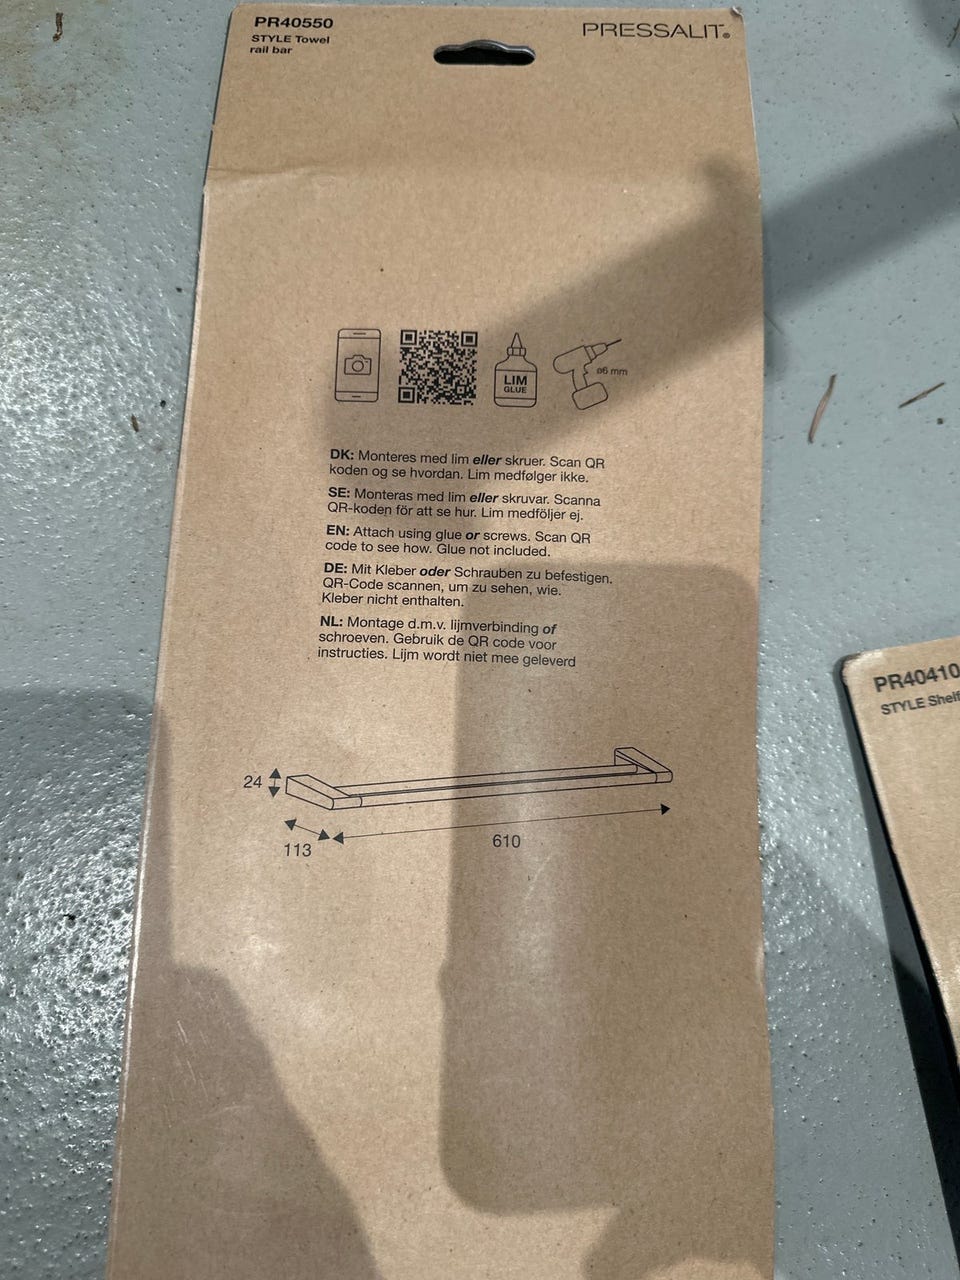 PR40550
STYLE Towel
rail bar
PRESSALIT®
LIM
GLUE
ø6 mm
DK: Monteres med lim eller skruer. Scan QR
koden og se hvordan. Lim medfølger ikke.
SE: Monteras med lim eller skruvar. Scanna
QR-koden för att se hur. Lim medföljer ej.
EN: Attach using glue or screws. Scan QR
code to see how. Glue not included.
DE: Mit Kleber oder Schrauben zu befestigen.
QR-Code scannen, um zu sehen, wie.
Kleber nicht enthalten.
NL: Montage d.m.v. lijmverbinding of
schroeven. Gebruik de QR code voor
instructies. Lijm wordt niet mee geleverd
24
113
610
PR40410
STYLE Shelf